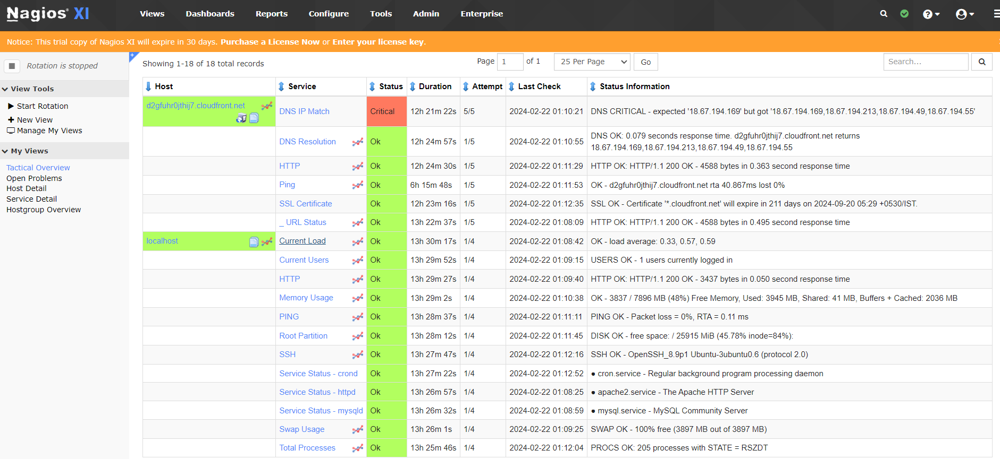 Nagios® XI
Views Dashboards Reports Configure Tools Admin Enterprise
Notice: This trial copy of Nagios XI will expire in 30 days. Purchase a License Now or Enter your license key.
Rotation is stopped
View Tools
Start Rotation
New View
Manage My Views
My Views
Tactical Overview
Open Problems
Host Detail
Service Detail
Hostgroup Overview
Showing 1-18 of 18 total records
Page 1 of 1 25 Per Page Go
Search...
Host Service Status Duration Attempt Last Check Status Information
d2gfuhr0jthij7.cloudfront.net DNS IP Match Critical 12h 21m 22s 5/5 2024-02-22 01:10:21 DNS CRITICAL - expected '18.67.194.169' but got '18.67.194.169,18.67.194.213,18.67.194.49,18.67.194.55'
DNS Resolution Ok 12h 24m 57s 1/5 2024-02-22 01:10:55 DNS OK: 0.079 seconds response time. d2gfuhr0jthij7.cloudfront.net returns
18.67.194.169,18.67.194.213,18.67.194.49,18.67.194.55
HTTP Ok 12h 24m 30s 1/5 2024-02-22 01:11:29 HTTP OK: HTTP/1.1 200 OK - 4588 bytes in 0.363 second response time
Ping Ok 6h 15m 48s 1/5 2024-02-22 01:11:53 OK - d2gfuhr0jthij7.cloudfront.net rta 40.867ms lost 0%
SSL Certificate Ok 12h 23m 16s 1/5 2024-02-22 01:12:35 SSL OK - Certificate '*.cloudfront.net' will expire in 211 days on 2024-09-20 05:29 +0530/IST.
_ URL Status Ok 13h 22m 37s 1/5 2024-02-22 01:08:09 HTTP OK: HTTP/1.1 200 OK - 4588 bytes in 0.495 second response time
localhost Current Load Ok 13h 30m 17s 1/4 2024-02-22 01:08:42 OK - load average: 0.33, 0.57, 0.59
Current Users Ok 13h 29m 52s 1/4 2024-02-22 01:09:15 USERS OK - 1 users currently logged in
HTTP Ok 13h 29m 27s 1/4 2024-02-22 01:09:40 HTTP OK: HTTP/1.1 200 OK - 3437 bytes in 0.050 second response time
Memory Usage Ok 13h 29m 2s 1/4 2024-02-22 01:10:38 OK - 3837 / 7896 MB (48%) Free Memory, Used: 3945 MB, Shared: 41 MB, Buffers + Cached: 2036 MB
PING Ok 13h 28m 37s 1/4 2024-02-22 01:11:11 PING OK - Packet loss = 0%, RTA = 0.11 ms
Root Partition Ok 13h 28m 12s 1/4 2024-02-22 01:11:45 DISK OK - free space: / 25915 MiB (45.78% inode=84%):
SSH Ok 13h 27m 47s 1/4 2024-02-22 01:12:16 SSH OK - OpenSSH_8.9p1 Ubuntu-3ubuntu0.6 (protocol 2.0)
Service Status - crond Ok 13h 27m 22s 1/4 2024-02-22 01:12:52 ● cron.service - Regular background program processing daemon
Service Status - httpd Ok 13h 26m 57s 1/4 2024-02-22 01:08:25 ● apache2.service - The Apache HTTP Server
Service Status - mysqld Ok 13h 26m 32s 1/4 2024-02-22 01:08:59 ● mysql.service - MySQL Community Server
Swap Usage Ok 13h 26m 1s 1/4 2024-02-22 01:09:25 SWAP OK - 100% free (3897 MB out of 3897 MB)
Total Processes Ok 13h 25m 46s 1/4 2024-02-22 01:12:04 PROCS OK: 205 processes with STATE = RSZDT